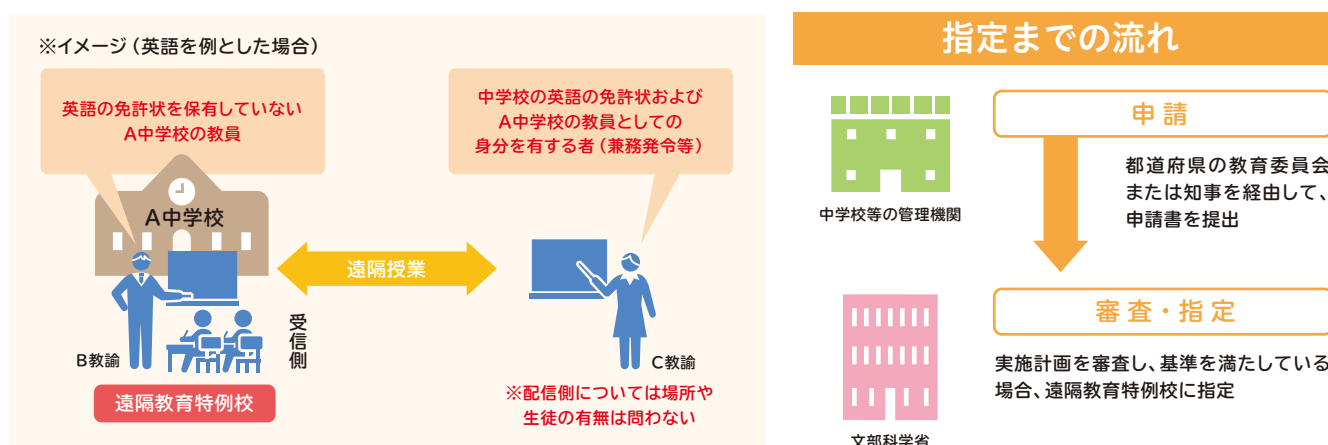 ※イメージ（英語を例とした場合）
英語の免許状を保有していない
A中学校の教員
中学校の英語の免許状および
A中学校の教員としての
身分を有する者（兼務発令等）
A中学校
遠隔授業
受信側
B教諭
C教諭
遠隔教育特例校
※配信側については場所や
生徒の有無は問わない
指定までの流れ
中学校等の管理機関
申請
都道府県の教育委員会
または知事を経由して、
申請書を提出
審査・指定
実施計画を審査し、基準を満たしている
場合、遠隔教育特例校に指定
文部科学省